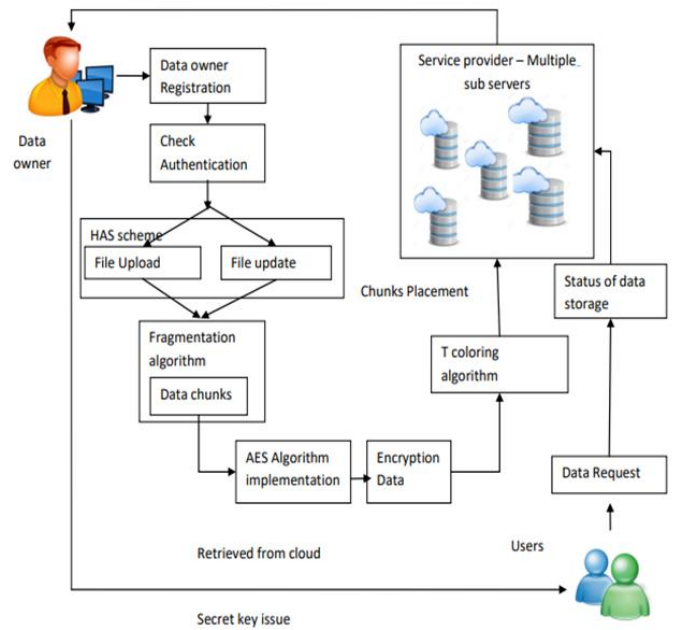 Service provider – Multiple
sub servers
Data owner
Registration
Data
owner
Check
Authentication
HAS scheme
File Upload
File update
Chunks Placement
Status of data
storage
Fragmentation
algorithm
Data chunks
T coloring
algorithm
AES Algorithm
implementation
Encryption
Data
Data Request
Retrieved from cloud
Users
Secret key issue